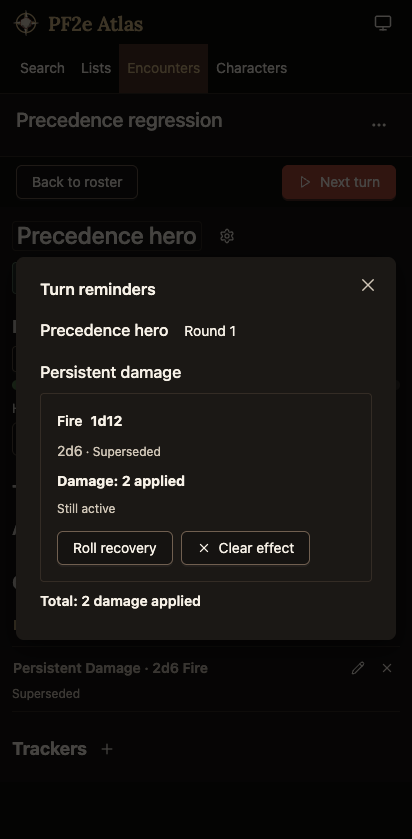 PF2e Atlas
Search Lists Encounters Characters
Precedence regression
Back to roster
Next turn
Precedence hero
Turn reminders
Precedence hero Round 1
Persistent damage
Fire 1d12
2d6 · Superseded
Damage: 2 applied
Still active
Roll recovery
Clear effect
Total: 2 damage applied
Persistent Damage · 2d6 Fire
Superseded
Trackers